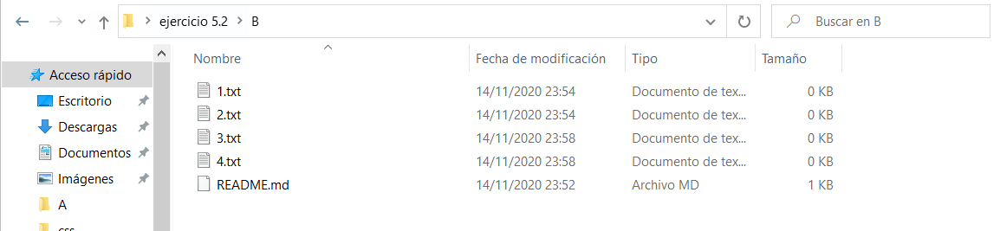 ejercicio 5.2 B
Buscar en B
Nombre Fecha de modificación Tipo Tamaño
Acceso rápido
Escritorio
Descargas
Documentos
Imágenes
A
1.txt 14/11/2020 23:54 Documento de tex... 0 KB
2.txt 14/11/2020 23:54 Documento de tex... 0 KB
3.txt 14/11/2020 23:58 Documento de tex... 0 KB
4.txt 14/11/2020 23:58 Documento de tex... 0 KB
README.md 14/11/2020 23:52 Archivo MD 1 KB